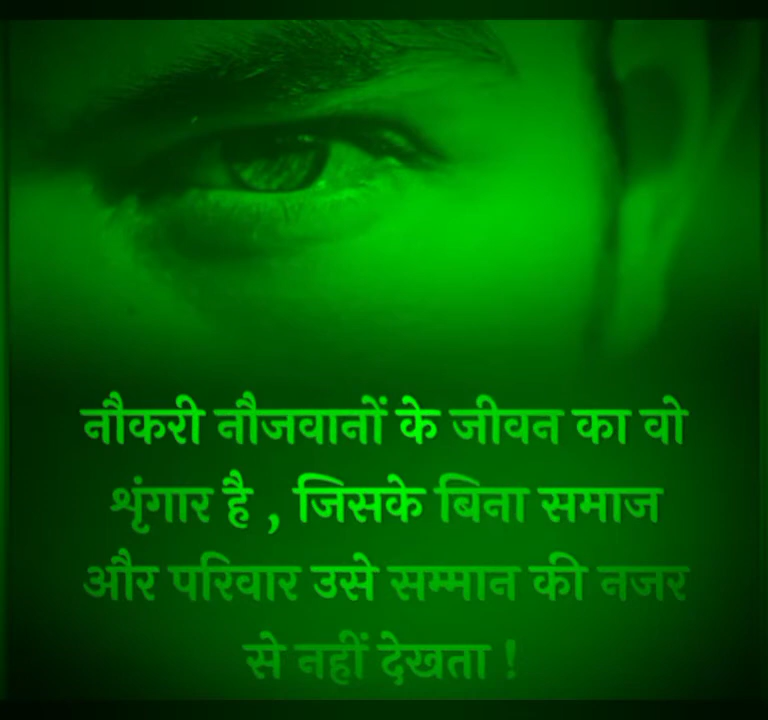 नौकरी नौजवानों के जीवन का वो
शृंगार है , जिसके बिना समाज
और परिवार उसे सम्मान की नजर
से नहीं देखता !